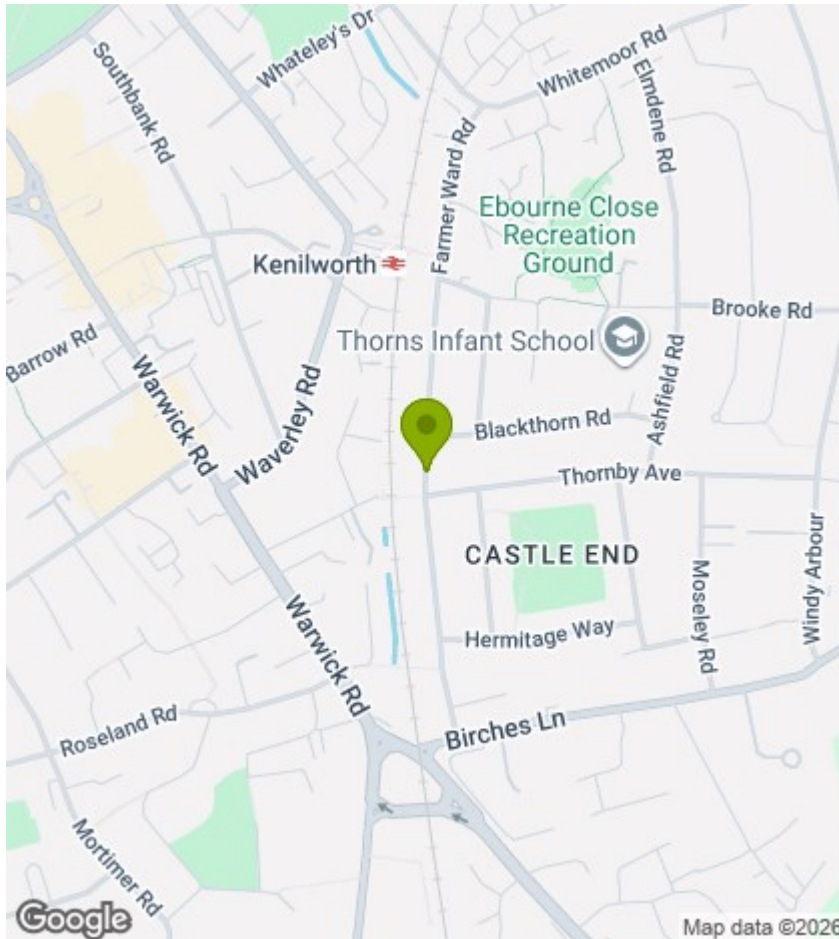 Whateley's Dr
Whitemoor Rd
Southbank Rd
Elmdene Rd
Farmer Ward Rd
Ebourne Close
Recreation
Ground
Kenilworth
Brooke Rd
Thorns Infant School
Barrow Rd
Ashfield Rd
Warwick Rd
Waverley Rd
Blackthorn Rd
Thornby Ave
CASTLE END
Windy Arbour
Moseley Rd
Hermitage Way
Warwick Rd
Roseland Rd
Birches Ln
Mortimer Rd
Google
Map data ©2026